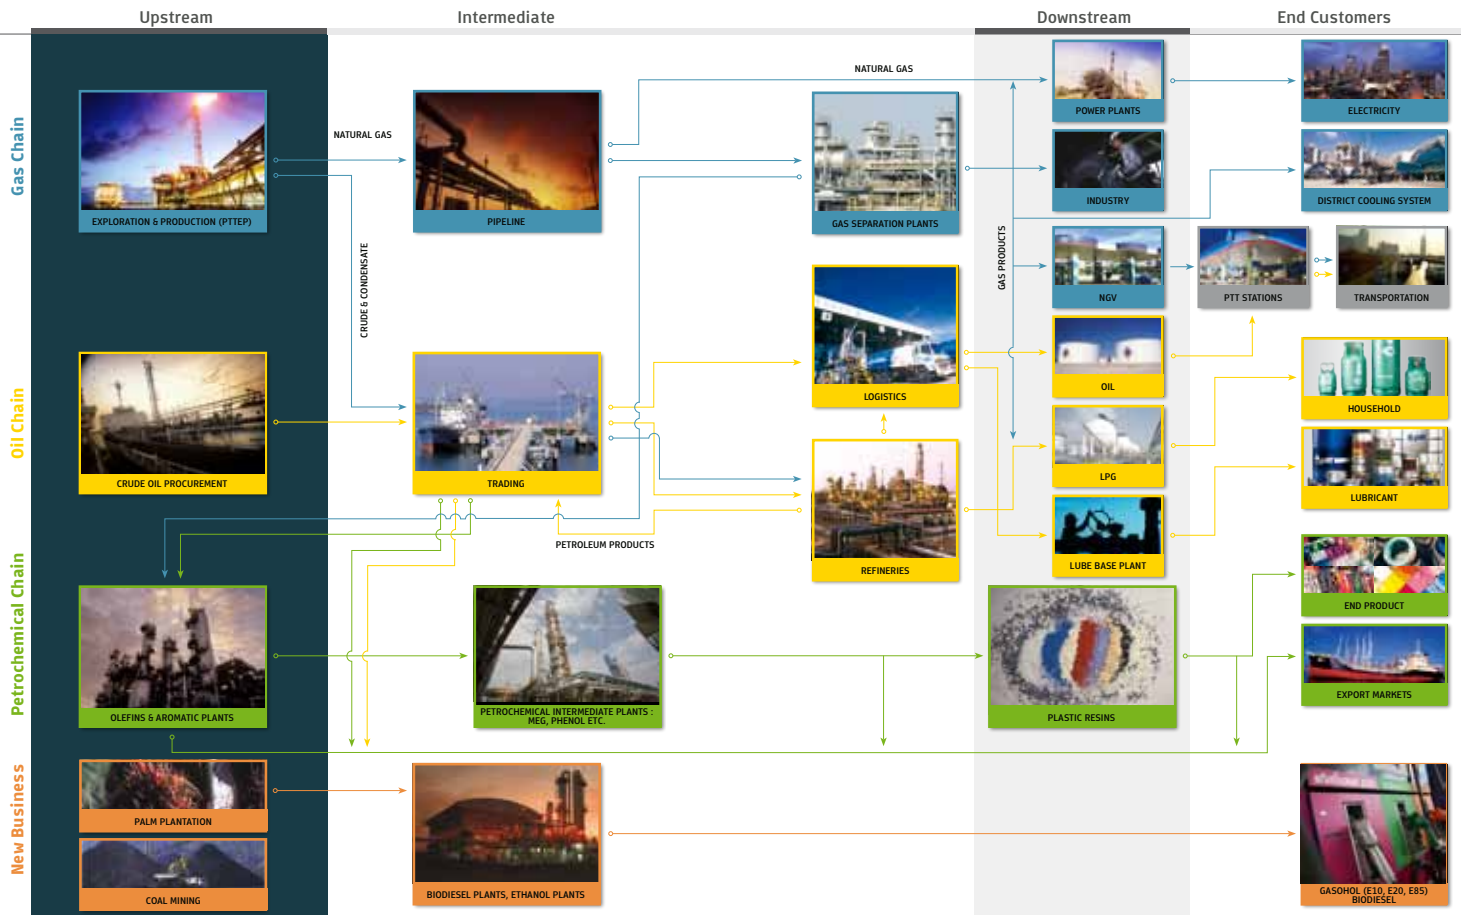 Upstream
Intermediate
Downstream
End Customers
Gas Chain
NATURAL GAS
NATURAL GAS
EXPLORATION & PRODUCTION (PTTEP)
PIPELINE
GAS SEPARATION PLANTS
POWER PLANTS
ELECTRICITY
INDUSTRY
DISTRICT COOLING SYSTEM
CRUDE & CONDENSATE
GAS PRODUCTS
NGV
PTT STATIONS
TRANSPORTATION
Oil Chain
CRUDE OIL PROCUREMENT
TRADING
LOGISTICS
OIL
HOUSEHOLD
LPG
LUBRICANT
PETROLEUM PRODUCTS
REFINERIES
LUBE BASE PLANT
Petrochemical Chain
OLEFINS & AROMATIC PLANTS
PETROCHEMICAL INTERMEDIATE PLANTS :
MEG, PHENOL ETC.
PLASTIC RESINS
END PRODUCT
EXPORT MARKETS
New Business
PALM PLANTATION
COAL MINING
BIODIESEL PLANTS, ETHANOL PLANTS
GASOHOL (E10, E20, E85)
BIODIESEL